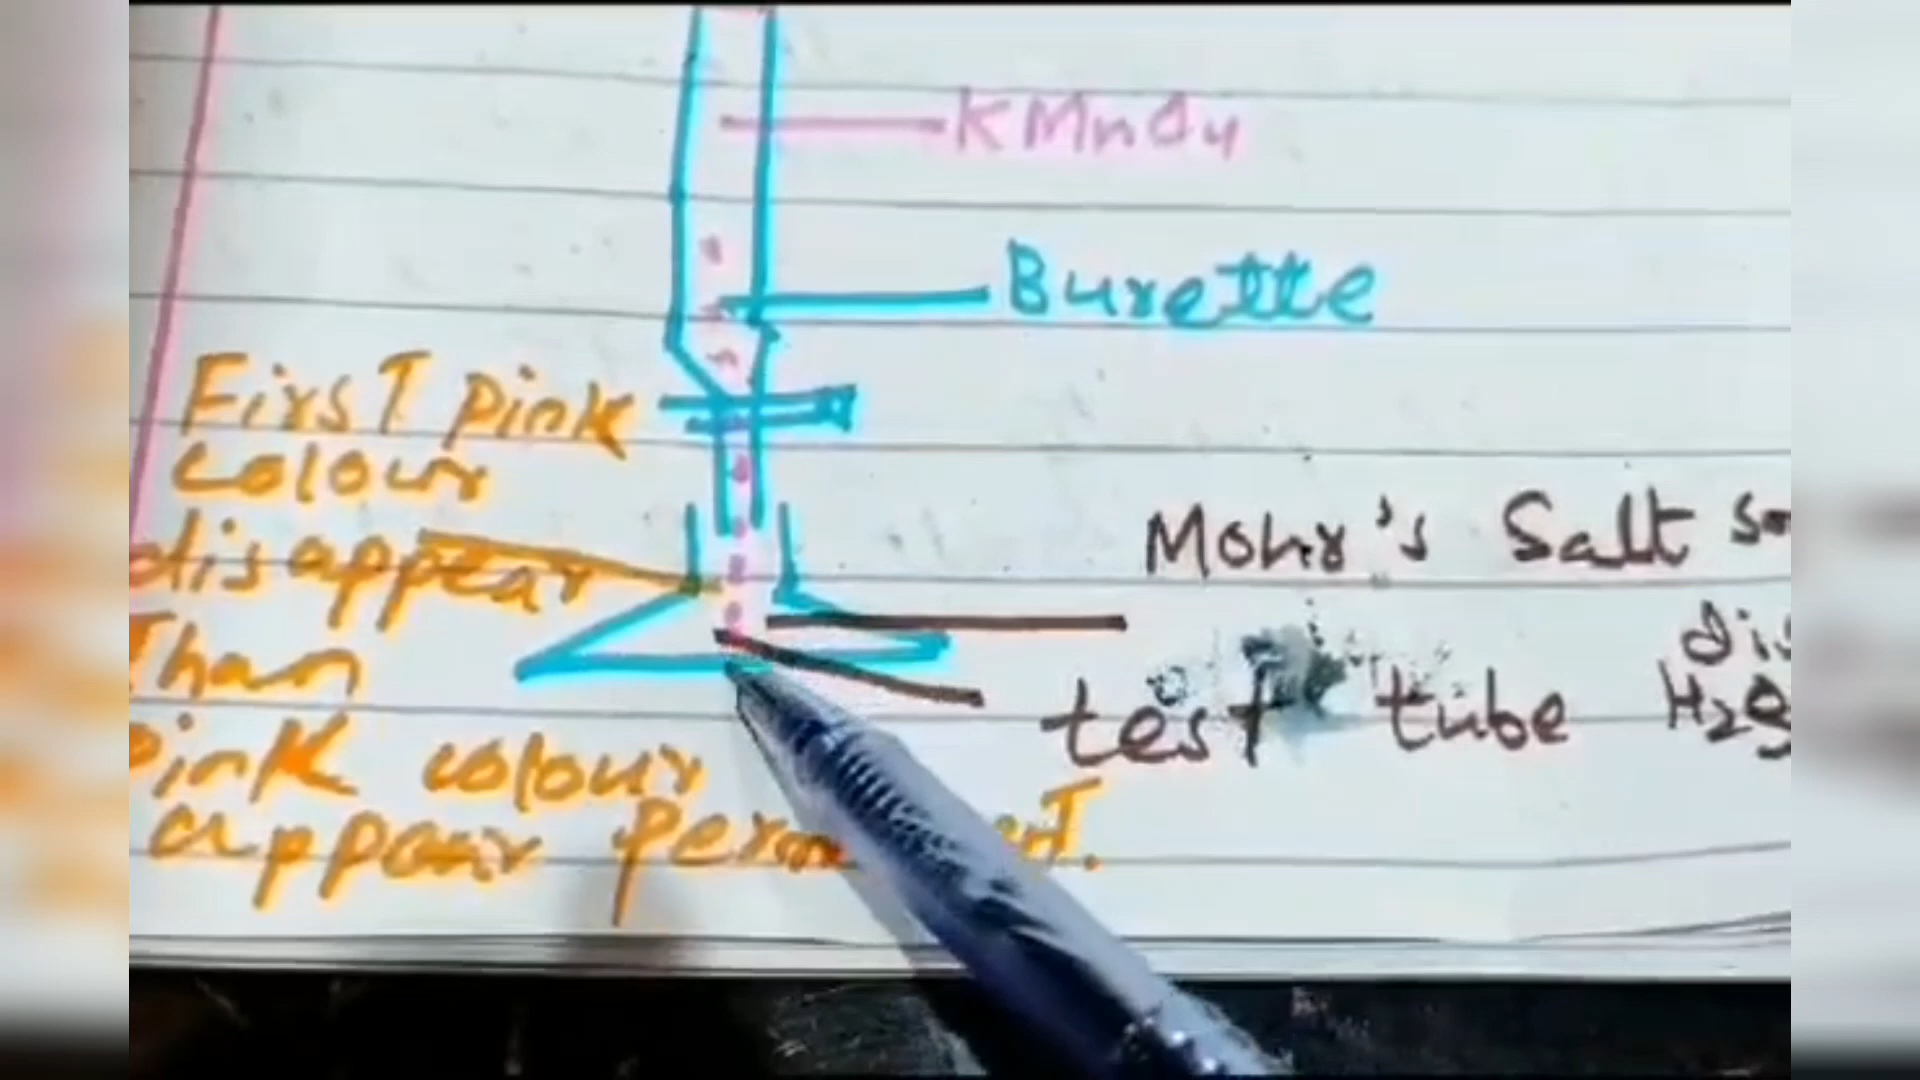 KMnO4
Burette
First pink
colour
disappear
Than
Pink colour
appear
Mohr's Salt
test tube